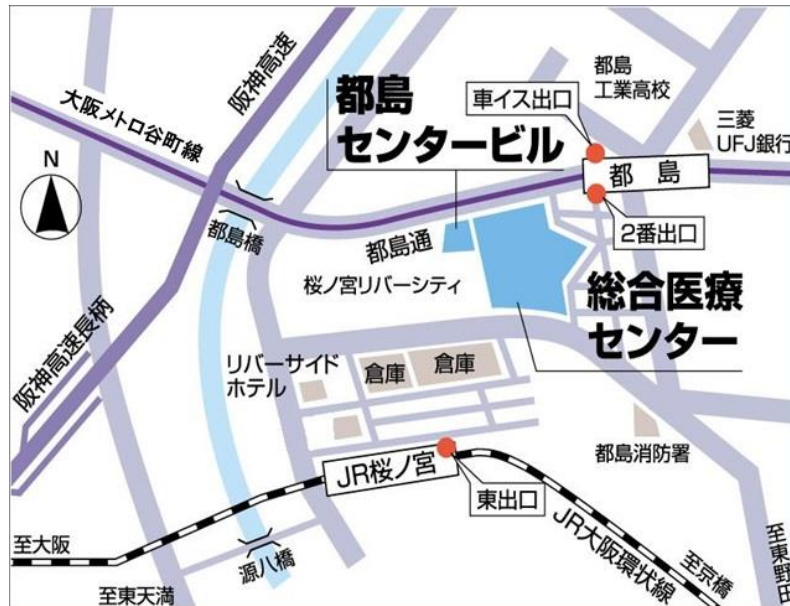 大阪メトロ谷町線
阪神高速
都島
センタービル
車イス出口
都島
工業高校
三菱
UFJ銀行
都島
2番出口
N
都島橋
都島通
桜ノ宮リバーシティ
総合医療
センター
阪神高速長柄
リバーサイド
ホテル
倉庫
倉庫
都島消防署
JR桜ノ宮
東出口
JR大阪環状線
至大阪
源八橋
至京橋
至東野田
至東天満